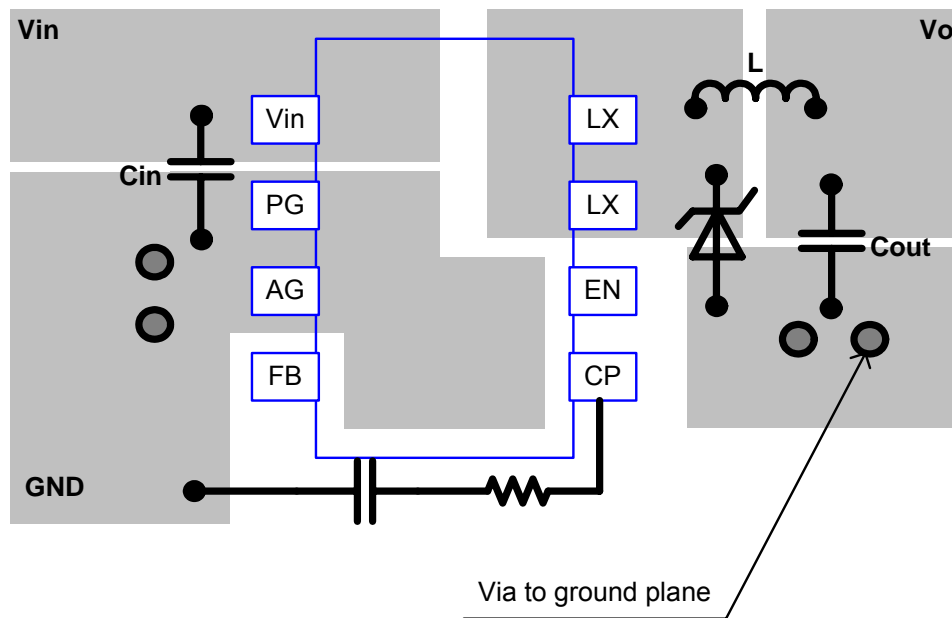 Vin
Vo
L
Vin
LX
Cin
PG
LX
Cout
AG
EN
FB
CP
GND
Via to ground plane